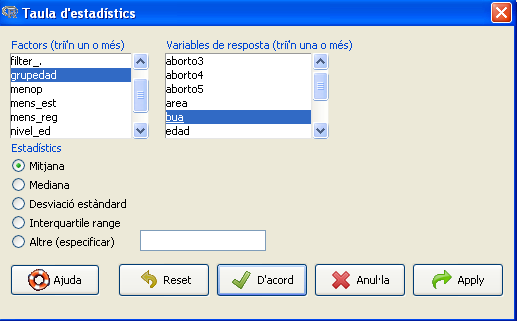 Taula d'estadístics
Factors (trii'n un o més)
Variables de resposta (trii'n una o més)
filter_.
grupedad
menop
mens_est
mens_reg
nivel_ed
aborto3
aborto4
aborto5
area
bua
edad
Estadístics
Mitjana
Mediana
Desviació estàndard
Interquartile range
Altre (especificar)
Ajuda
Reset
D'acord
Anul·la
Apply